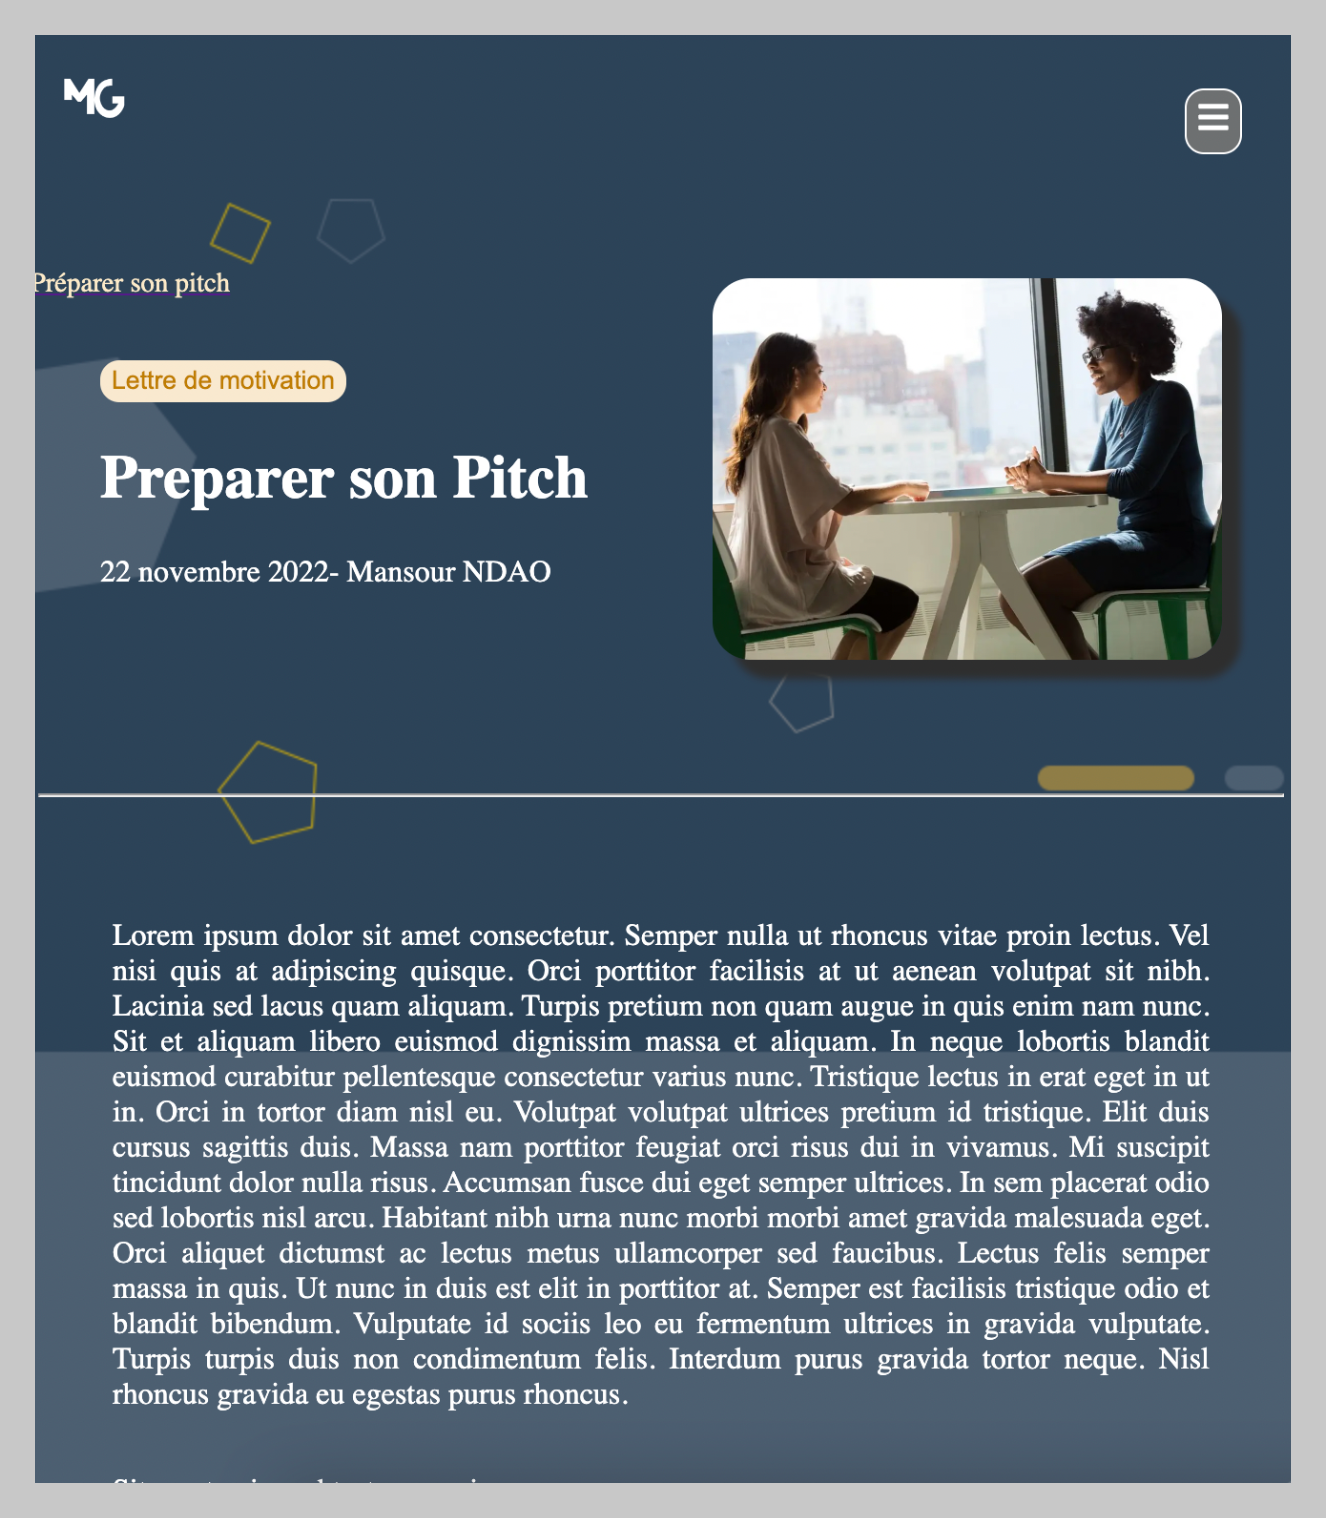 MG
Préparer son pitch
Lettre de motivation
Preparer son Pitch
22 novembre 2022- Mansour NDAO
Lorem ipsum dolor sit amet consectetur. Semper nulla ut rhoncus vitae proin lectus. Vel
nisi quis at adipiscing quisque. Orci porttitor facilisis at ut aenean volutpat sit nibh.
Lacinia sed lacus quam aliquam. Turpis pretium non quam augue in quis enim nam nunc.
Sit et aliquam libero euismod dignissim massa et aliquam. In neque lobortis blandit
euismod curabitur pellentesque consectetur varius nunc. Tristique lectus in erat eget in ut
in. Orci in tortor diam nisl eu. Volutpat volutpat ultrices pretium id tristique. Elit duis
cursus sagittis duis. Massa nam porttitor feugiat orci risus dui in vivamus. Mi suscipit
tincidunt dolor nulla risus. Accumsan fusce dui eget semper ultrices. In sem placerat odio
sed lobortis nisl arcu. Habitant nibh urna nunc morbi morbi amet gravida malesuada eget.
Orci aliquet dictumst ac lectus metus ullamcorper sed faucibus. Lectus felis semper
massa in quis. Ut nunc in duis est elit in porttitor at. Semper est facilisis tristique odio et
blandit bibendum. Vulputate id sociis leo eu fermentum ultrices in gravida vulputate.
Turpis turpis duis non condimentum felis. Interdum purus gravida tortor neque. Nisl
rhoncus gravida eu egestas purus rhoncus.